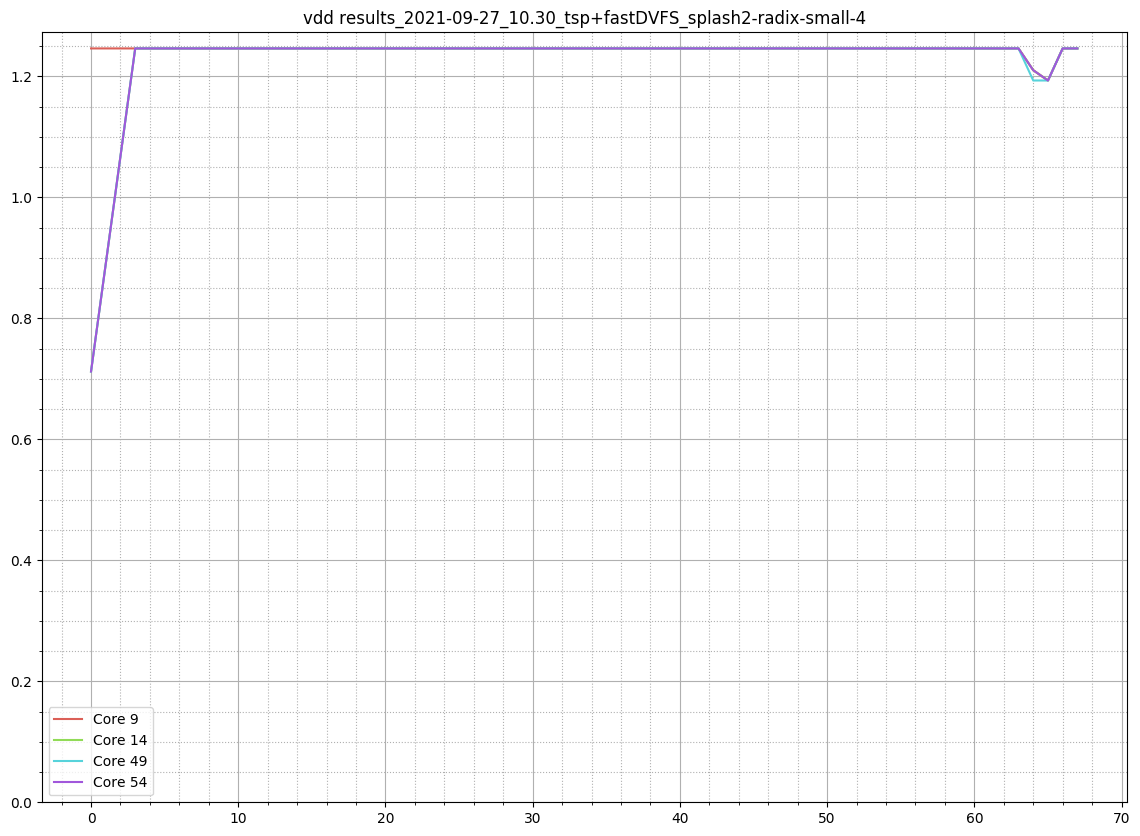 vdd results_2021-09-27_10.30_tsp+fastDVFS_splash2-radix-small-4
1.2
1.0
0.8
0.6
0.4
0.2
0.0
Core 9
Core 14
Core 49
Core 54
0 10 20 30 40 50 60 70